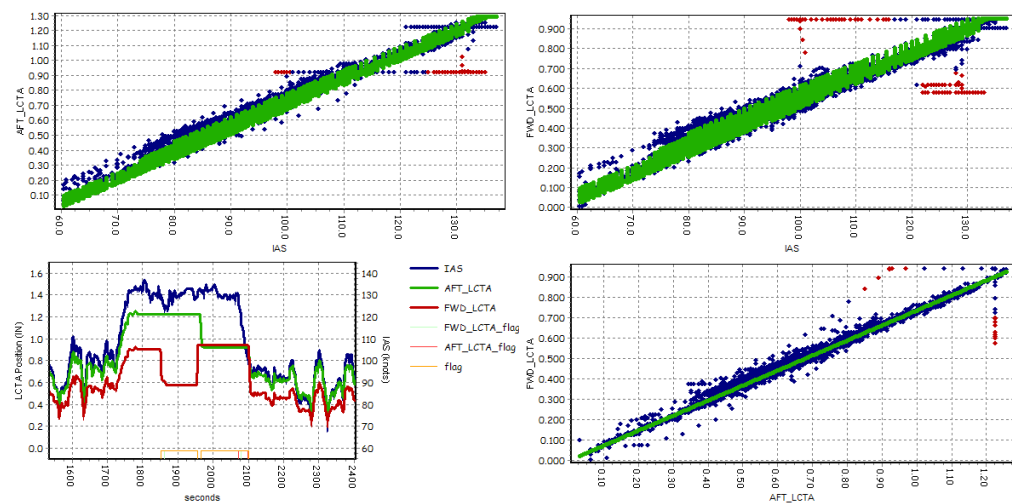 AFT_LCTA
1.30
1.20
1.10
1.00
0.90
0.80
0.70
0.60
0.50
0.40
0.30
0.20
0.10
60.0 70.0 80.0 90.0 100.0 110.0 120.0 130.0
IAS
FWD_LCTA
0.900
0.800
0.700
0.600
0.500
0.400
0.300
0.200
0.100
0.000
60.0 70.0 80.0 90.0 100.0 110.0 120.0 130.0
IAS
LCTA Position (IN)
1.6
1.4
1.2
1.0
0.8
0.6
0.4
0.2
0.0
140
130
120
110
100
90
80
70
60
IAS (knots)
1600 1700 1800 1900 2000 2100 2200 2300 2400
seconds
IAS
AFT_LCTA
FWD_LCTA
FWD_LCTA_flag
AFT_LCTA_flag
flag
FWD_LCTA
0.900
0.800
0.700
0.600
0.500
0.400
0.300
0.200
0.100
0.000
0.10 0.20 0.30 0.40 0.50 0.60 0.70 0.80 0.90 1.00 1.10 1.20
AFT_LCTA